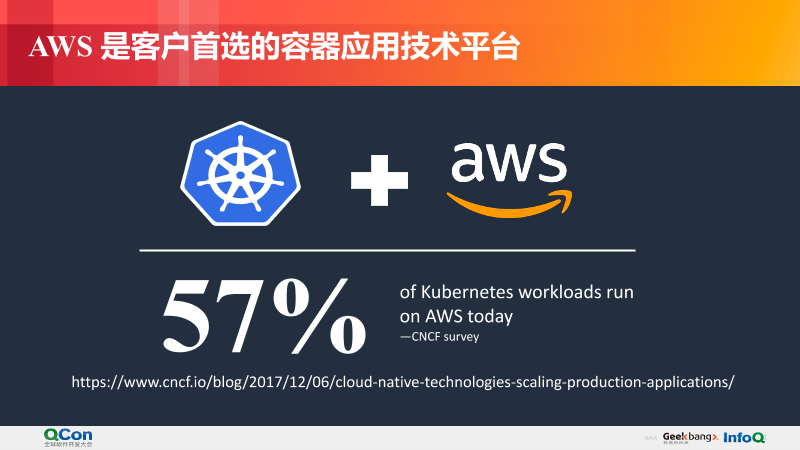 AWS 是客户首选的容器应用技术平台
aws
57%
of Kubernetes workloads run
on AWS today
—CNCF survey
https://www.cncf.io/blog/2017/12/06/cloud-native-technologies-scaling-production-applications/
QCon
全球软件开发大会
Geekbang>.
InfoQ